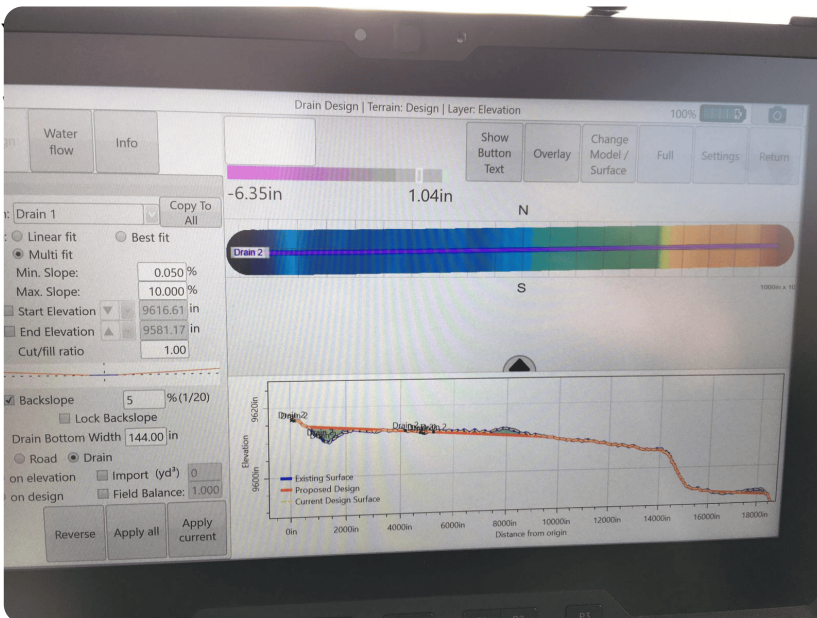 Drain Design | Terrain: Design | Layer: Elevation
100%
Water
flow
Info
Show
Button
Text
Overlay
Change
Model /
Surface
Full
Settings
Return
-6.35in
1.04in
N
Drain 1
Copy To
All
Linear fit
Best fit
Multi fit
Min. Slope:
0.050 %
Max. Slope:
10.000 %
Start Elevation
9616.61 in
End Elevation
9581.17 in
Cut/fill ratio
1.00
Drain 2
S
Backslope
5
% (1/20)
Lock Backslope
Drain Bottom Width
144.00 in
Road
Drain
on elevation
Import (yd³)
0
on design
Field Balance:
1.000
Reverse
Apply all
Apply
current
Elevation
9620in
9600in
Drain 2
Drain 2
Existing Surface
Proposed Design
Current Design Surface
0in
2000in
4000in
6000in
8000in
10000in
12000in
14000in
16000in
18000in
Distance from origin